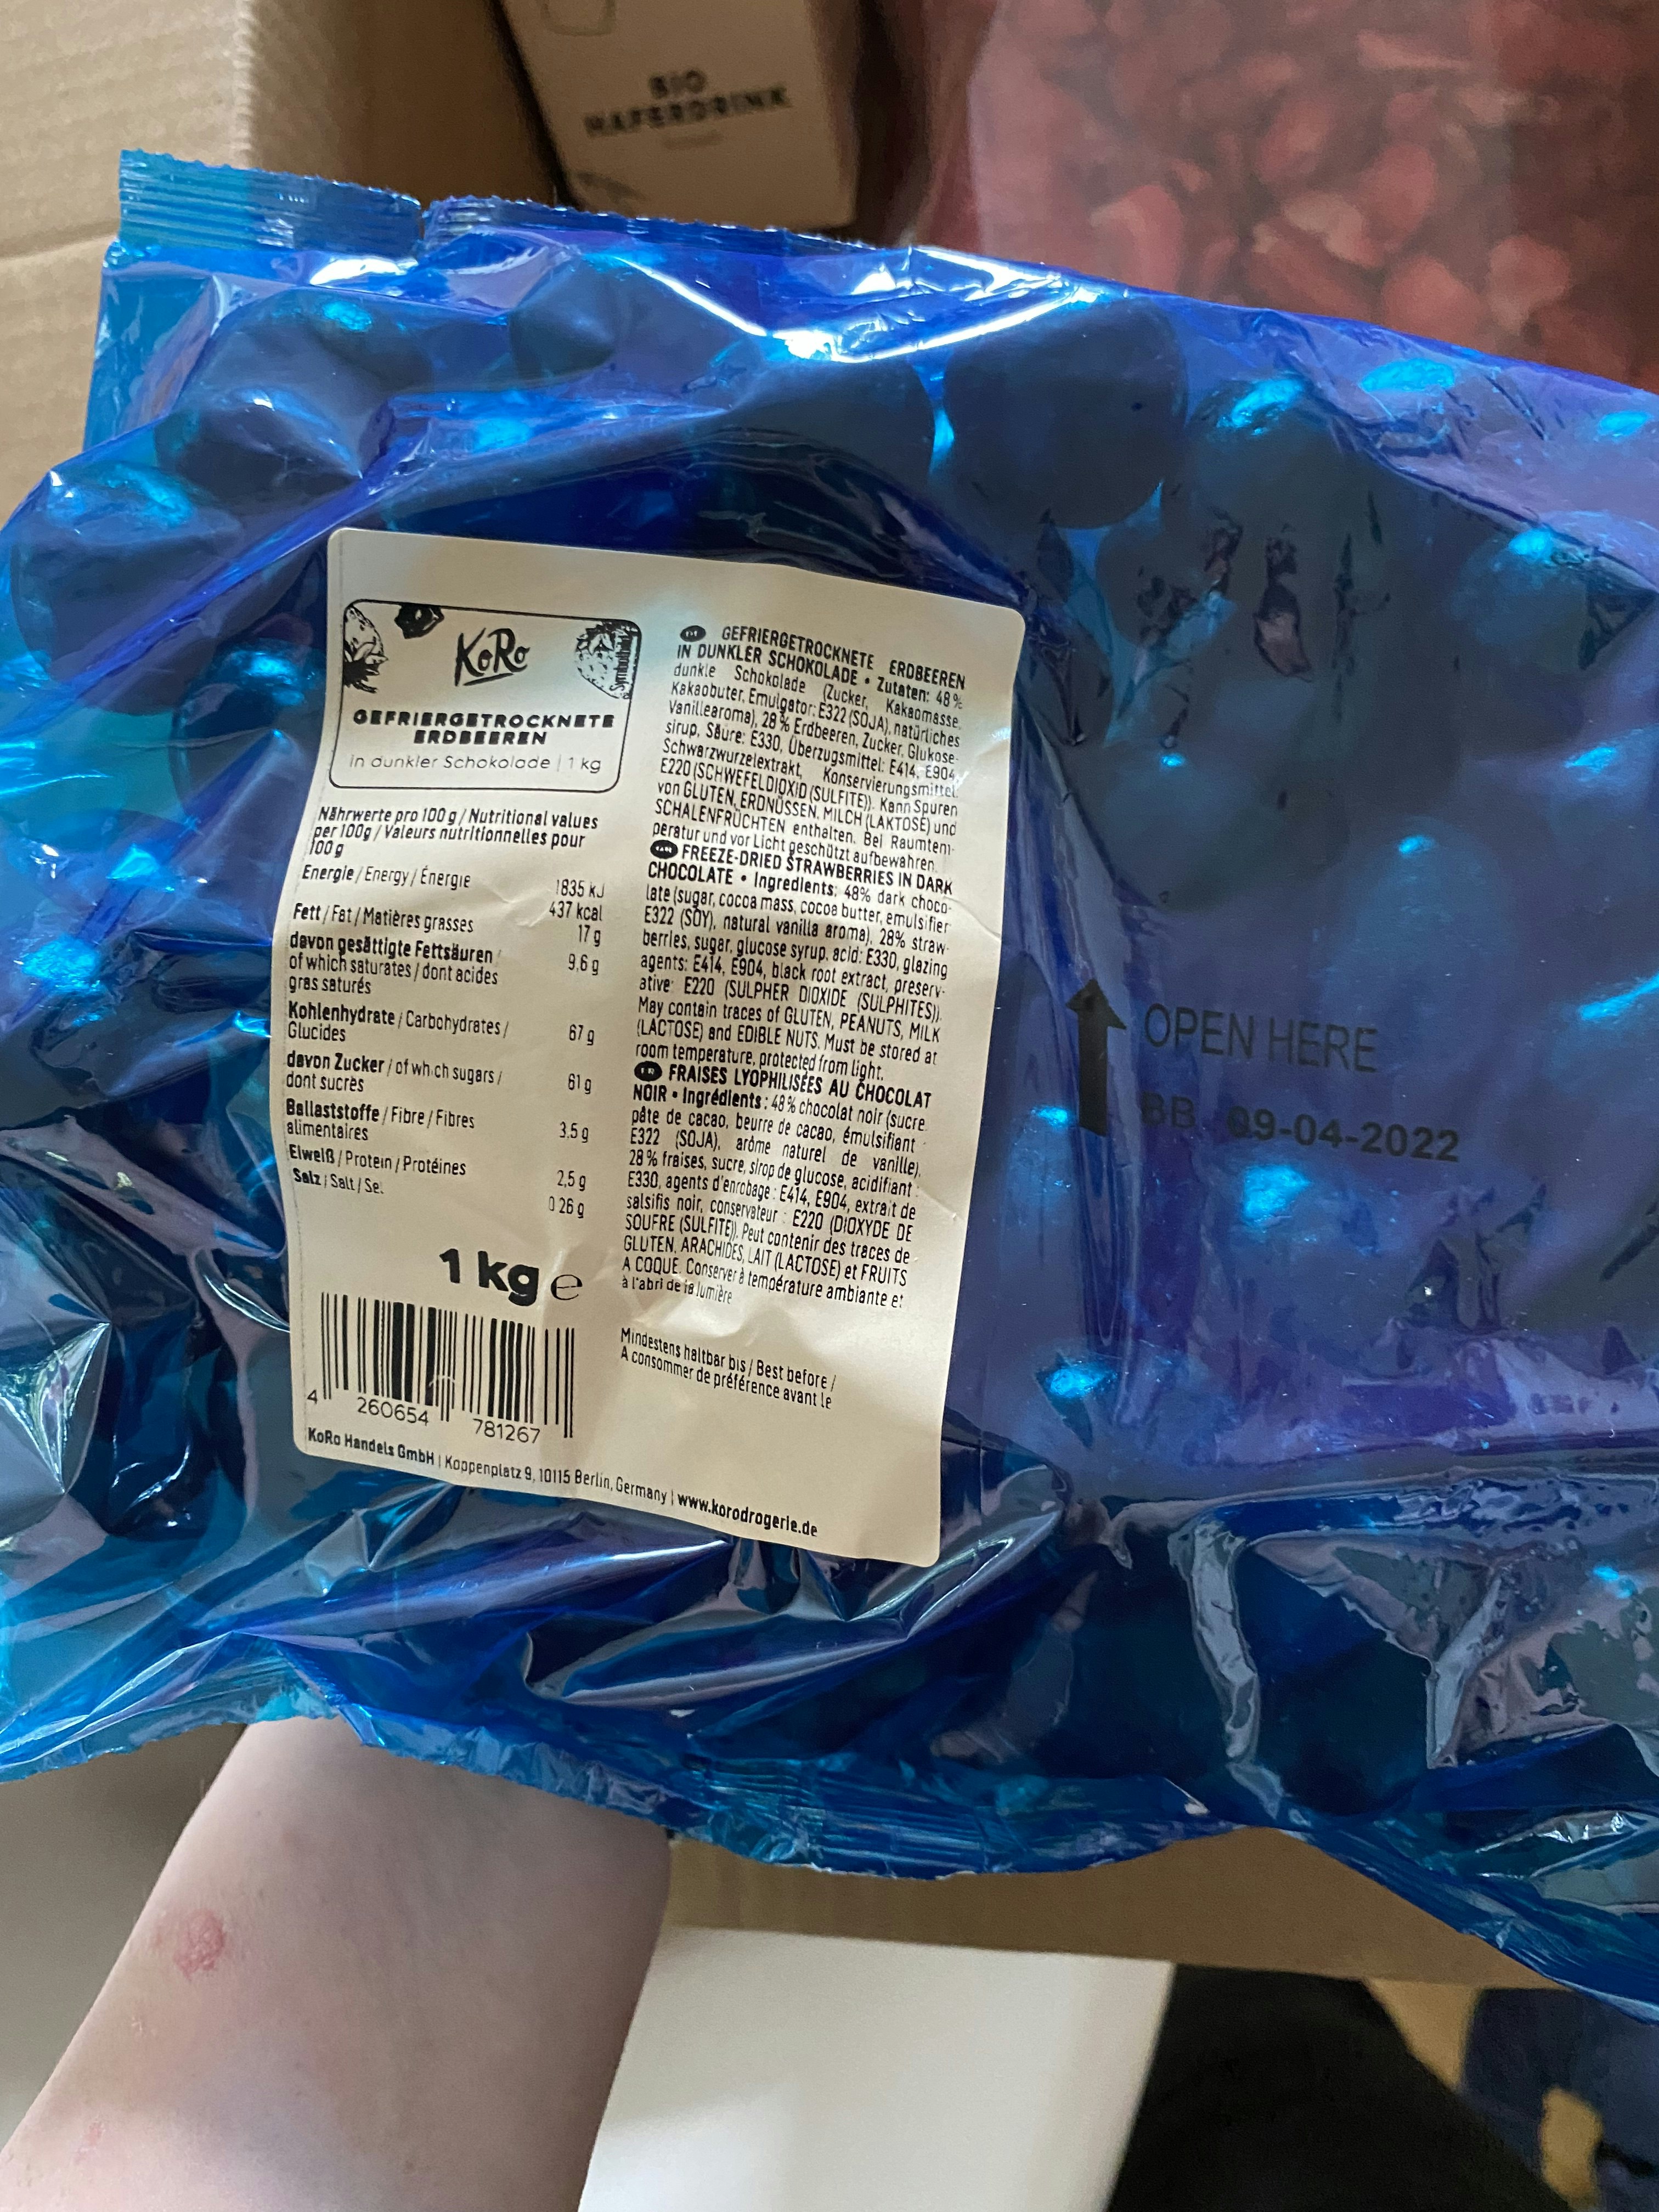 BIO
HAFERDRINK
KoRo
Symbolbild
GEFRIERGETROCKNETE
ERDBEEREN
in dunkler Schokolade | 1 kg
Nährwerte pro 100 g / Nutritional values
per 100g / Valeurs nutritionnelles pour
100 g
Energie / Energy / Énergie 1835 kJ
437 kcal
Fett / Fat / Matières grasses 17 g
davon gesättigte Fettsäuren / 9,6 g
of which saturates / dont acides
gras saturés
Kohlenhydrate / Carbohydrates / 67 g
Glucides
davon Zucker / of which sugars / 61 g
dont sucres
Ballaststoffe / Fibre / Fibres 3.5 g
alimentaires
Eiweiß / Protein / Protéines 2,5 g
Salz / Salt / Sel 0.26 g
1 kg e
4 260654 781267
KoRo Handels GmbH | Koppenplatz 9, 10115 Berlin, Germany | www.korodrogerie.de
DE GEFRIERGETROCKNETE ERDBEEREN
IN DUNKLER SCHOKOLADE • Zutaten: 48 %
dunkle Schokolade (Zucker, Kakaomasse,
Kakaobutter, Emulgator: E322 (SOJA), natürliches
Vanillearoma), 28 % Erdbeeren, Zucker, Glukose-
sirup, Säure: E330, Überzugsmittel: E414, E904,
Schwarzwurzelextrakt, Konservierungsmittel:
E220 (SCHWEFELDIOXID (SULFITE)). Kann Spuren
von GLUTEN, ERDNÜSSEN, MILCH (LAKTOSE) und
SCHALENFRÜCHTEN enthalten. Bei Raumtem-
peratur und vor Licht geschützt aufbewahren.
FREEZE-DRIED STRAWBERRIES IN DARK
CHOCOLATE • Ingredients: 48% dark choco-
late (sugar, cocoa mass, cocoa butter, emulsifier
E322 (SOY), natural vanilla aroma), 28% straw-
berries, sugar, glucose syrup, acid: E330, glazing
agents: E414, E904, black root extract, preserv-
ative: E220 (SULPHER DIOXIDE (SULPHITES)).
May contain traces of GLUTEN, PEANUTS, MILK
(LACTOSE) and EDIBLE NUTS. Must be stored at
room temperature, protected from light.
FR FRAISES LYOPHILISÉES AU CHOCOLAT
NOIR • Ingrédients : 48 % chocolat noir (sucre,
pâte de cacao, beurre de cacao, émulsifiant :
E322 (SOJA), arôme naturel de vanille),
28 % fraises, sucre, sirop de glucose, acidifiant :
E330, agents d'enrobage : E414, E904, extrait de
salsifis noir, conservateur : E220 (DIOXYDE DE
SOUFRE (SULFITE)). Peut contenir des traces de
GLUTEN, ARACHIDES, LAIT (LACTOSE) et FRUITS
À COQUE. Conserver à température ambiante et
à l'abri de la lumière
Mindestens haltbar bis / Best before /
À consommer de préférence avant le
OPEN HERE
BB 09-04-2022